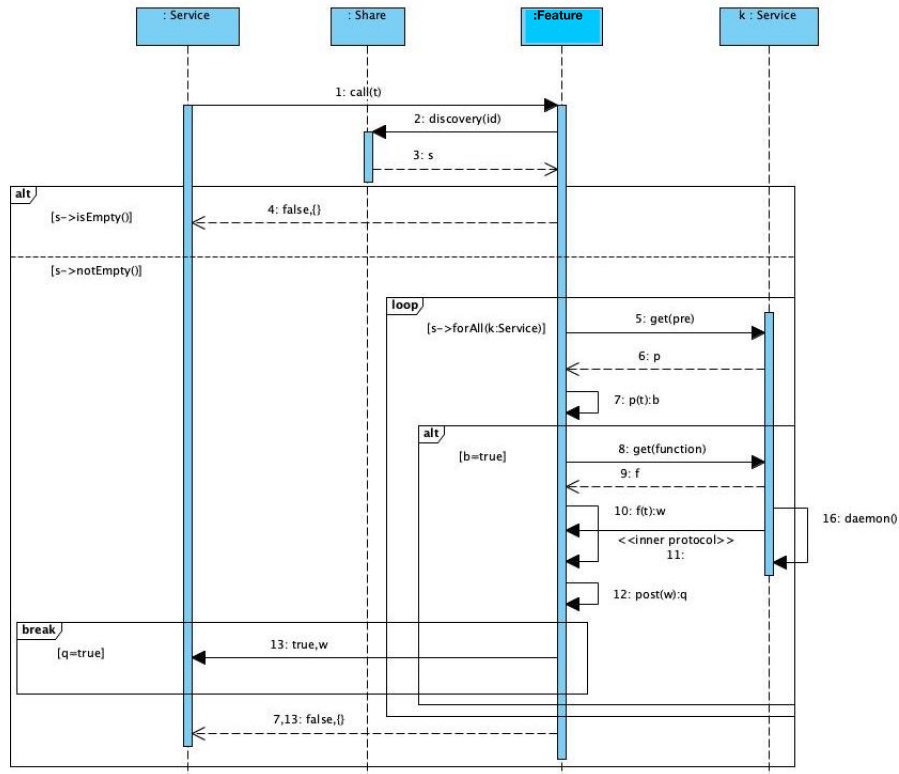 : Service
: Share
:Feature
k : Service
1: call(t)
2: discovery(id)
3: s
alt
[s->isEmpty()]
4: false,{}
[s->notEmpty()]
loop
[s->forAll(k:Service)]
5: get(pre)
6: p
7: p(t):b
alt
[b=true]
8: get(function)
9: f
10: f(t):w
16: daemon()
<<inner protocol>>
11:
12: post(w):q
break
[q=true]
13: true,w
7,13: false,{}